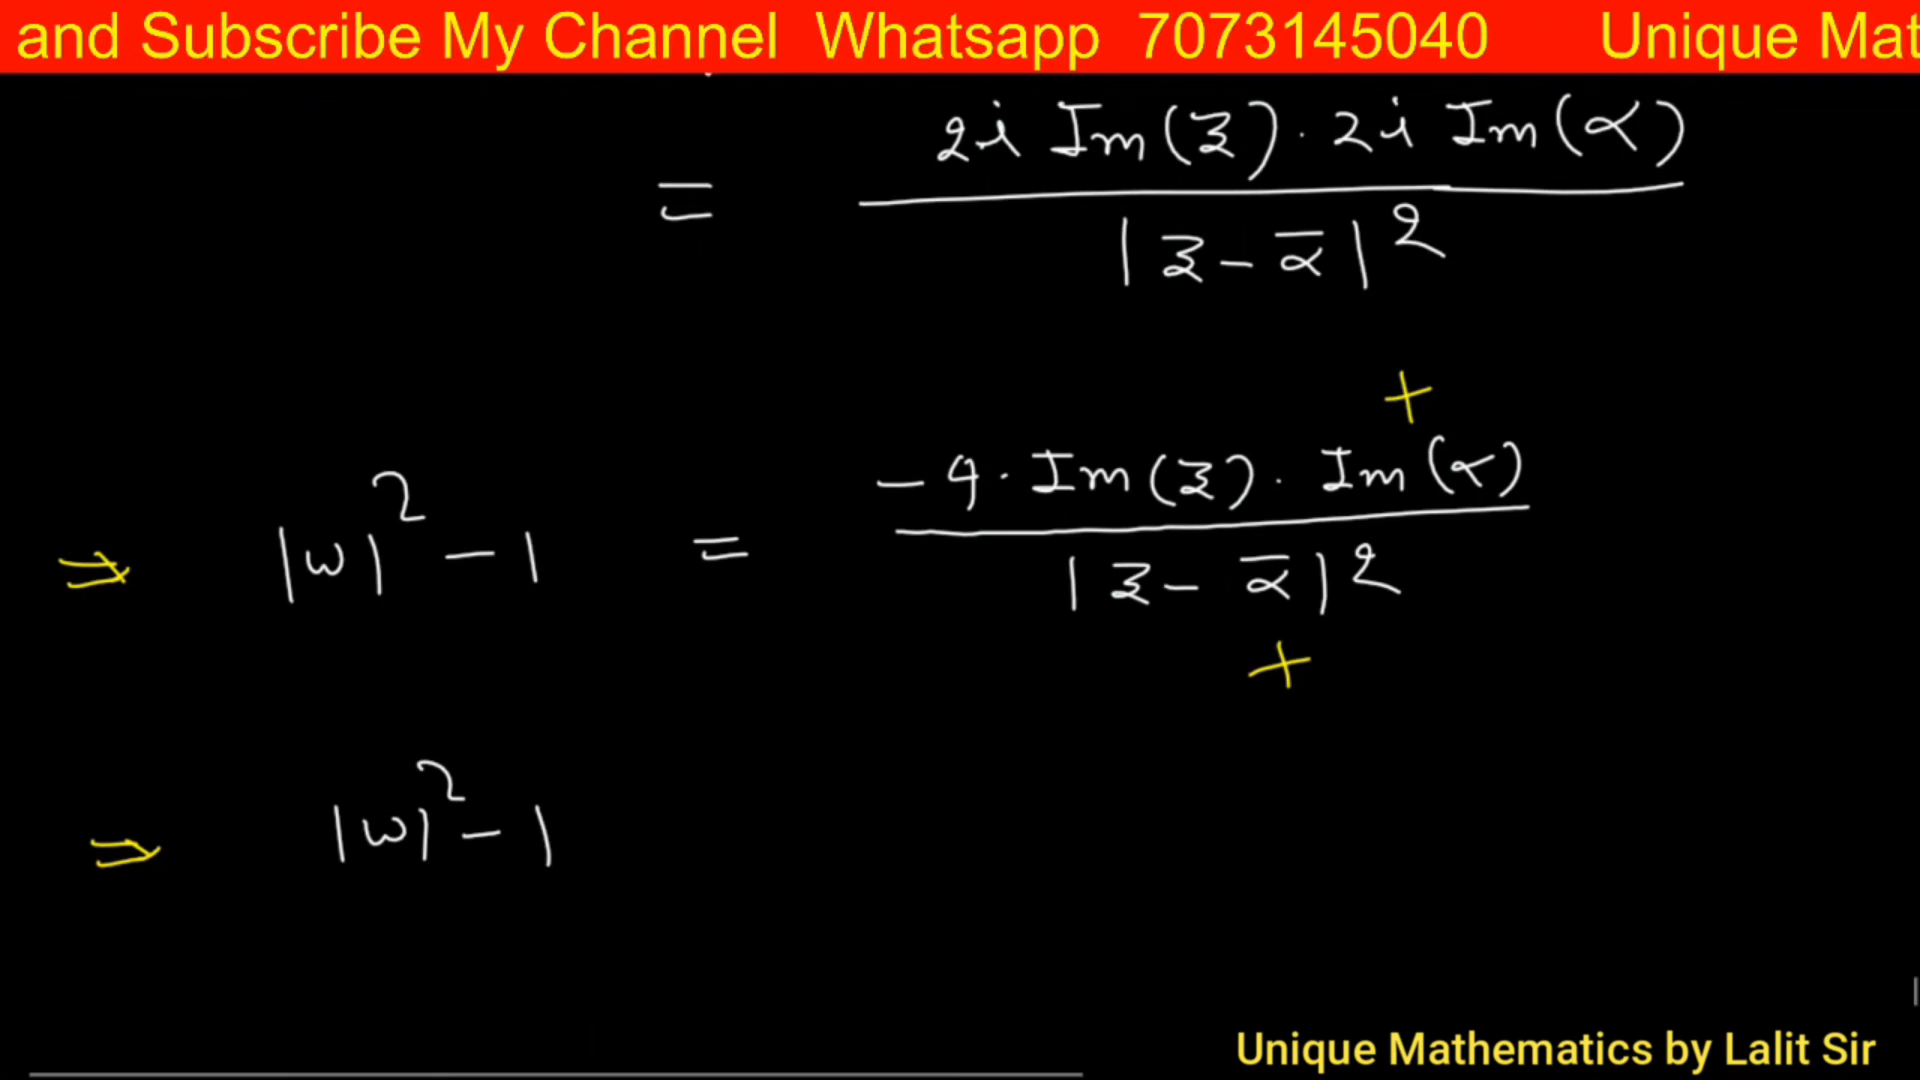 and Subscribe My Channel Whatsapp 7073145040 Unique Mat
= 2i Im(z) · 2i Im(α) / |z - ᾱ|²
+
⇒ |w|² - 1 = -4 · Im(z) · Im(α) / |z - ᾱ|²
+
⇒ |w|² - 1
Unique Mathematics by Lalit Sir